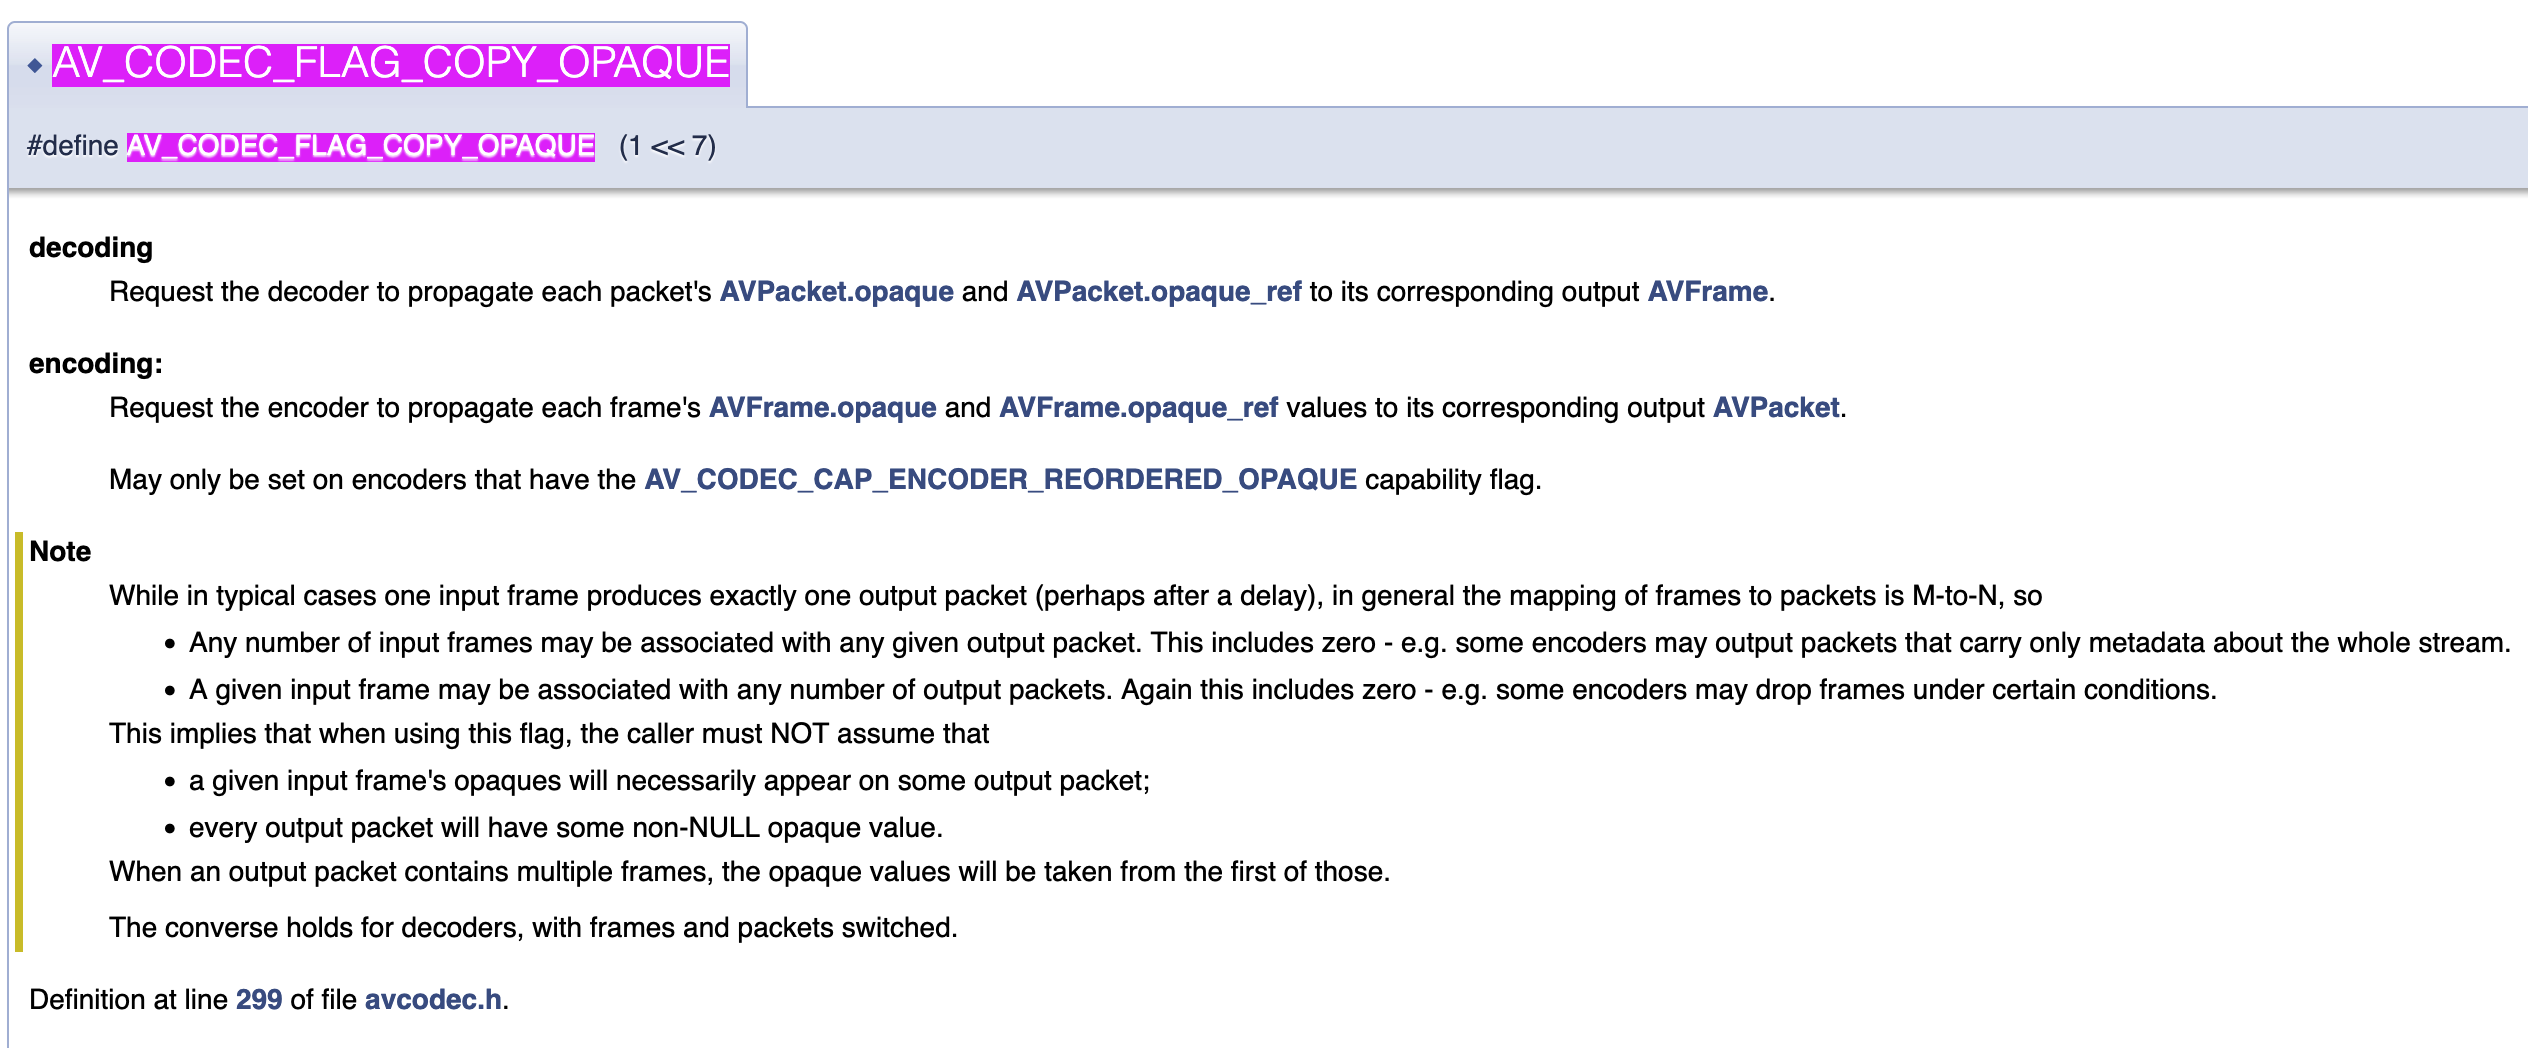 ◆ AV_CODEC_FLAG_COPY_OPAQUE
#define AV_CODEC_FLAG_COPY_OPAQUE (1 << 7)
decoding
Request the decoder to propagate each packet's AVPacket.opaque and AVPacket.opaque_ref to its corresponding output AVFrame.
encoding:
Request the encoder to propagate each frame's AVFrame.opaque and AVFrame.opaque_ref values to its corresponding output AVPacket.
May only be set on encoders that have the AV_CODEC_CAP_ENCODER_REORDERED_OPAQUE capability flag.
Note
While in typical cases one input frame produces exactly one output packet (perhaps after a delay), in general the mapping of frames to packets is M-to-N, so
• Any number of input frames may be associated with any given output packet. This includes zero - e.g. some encoders may output packets that carry only metadata about the whole stream.
• A given input frame may be associated with any number of output packets. Again this includes zero - e.g. some encoders may drop frames under certain conditions.
This implies that when using this flag, the caller must NOT assume that
• a given input frame's opaques will necessarily appear on some output packet;
• every output packet will have some non-NULL opaque value.
When an output packet contains multiple frames, the opaque values will be taken from the first of those.
The converse holds for decoders, with frames and packets switched.
Definition at line 299 of file avcodec.h.